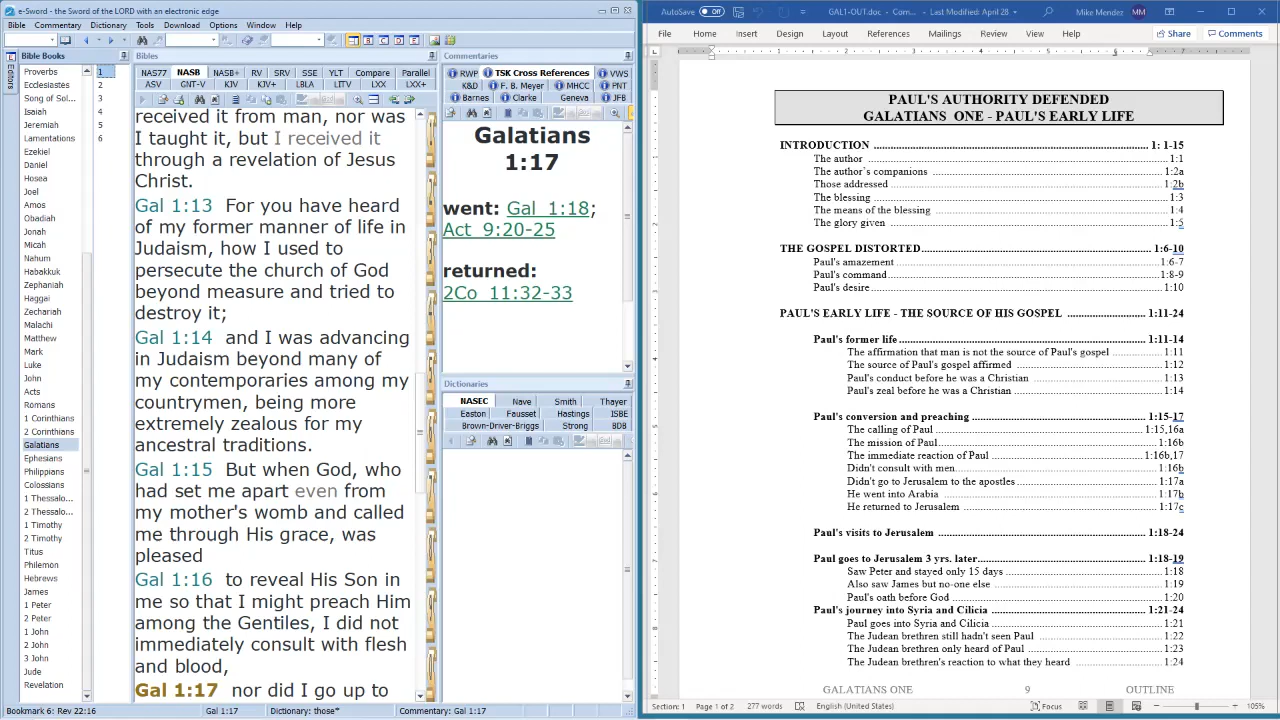 e-Sword - the Sword of the LORD with an electronic edge
Bible Commentary Dictionary Tools Download Options Window Help
Bible Books
Editors
Proverbs
Ecclesiastes
Song of Sol...
Isaiah
Jeremiah
Lamentations
Ezekiel
Daniel
Hosea
Joel
Amos
Obadiah
Jonah
Micah
Nahum
Habakkuk
Zephaniah
Haggai
Zechariah
Malachi
Matthew
Mark
Luke
John
Acts
Romans
1 Corinthians
2 Corinthians
Galatians
Ephesians
Philippians
Colossians
1 Thessalo...
2 Thessalo...
1 Timothy
2 Timothy
Titus
Philemon
Hebrews
James
1 Peter
2 Peter
1 John
2 John
3 John
Jude
Revelation
1
2
3
4
5
6
Bibles
NAS77 NASB NASB+ RV SRV SSE YLT Compare Parallel
ASV GNT-V KJV KJV+ LBLA LITV LXX LXX+
received it from man, nor was
I taught it, but I received it
through a revelation of Jesus
Christ.
Gal 1:13 For you have heard
of my former manner of life in
Judaism, how I used to
persecute the church of God
beyond measure and tried to
destroy it;
Gal 1:14 and I was advancing
in Judaism beyond many of
my contemporaries among my
countrymen, being more
extremely zealous for my
ancestral traditions.
Gal 1:15 But when God, who
had set me apart even from
my mother's womb and called
me through His grace, was
pleased
Gal 1:16 to reveal His Son in
me so that I might preach Him
among the Gentiles, I did not
immediately consult with flesh
and blood,
Gal 1:17 nor did I go up to
Commentaries
RWP TSK Cross References VWS
K&D F. B. Meyer MHCC PNT
Barnes Clarke Geneva JFB
Galatians
1:17
went: Gal 1:18;
Act 9:20-25
returned:
2Co 11:32-33
Dictionaries
NASEC Nave Smith Thayer
Easton Fausset Hastings ISBE
Brown-Driver-Briggs Strong BDB
Bookmark 6: Rev 22:16 Gal 1:17 Dictionary: those* Commentary: Gal 1:17
AutoSave Off GAL1-OUT.doc - Com... - Last Modified: April 28 Mike Mendez MM
File Home Insert Design Layout References Mailings Review View Help Share Comments
PAUL'S AUTHORITY DEFENDED
GALATIANS ONE - PAUL'S EARLY LIFE
INTRODUCTION 1: 1-15
The author 1:1
The author`s companions 1:2a
Those addressed 1:2b
The blessing 1:3
The means of the blessing 1:4
The glory given 1:5
THE GOSPEL DISTORTED 1:6-10
Paul's amazement 1:6-7
Paul's command 1:8-9
Paul's desire 1:10
PAUL'S EARLY LIFE - THE SOURCE OF HIS GOSPEL 1:11-24
Paul's former life 1:11-14
The affirmation that man is not the source of Paul's gospel 1:11
The source of Paul's gospel affirmed 1:12
Paul's conduct before he was a Christian 1:13
Paul's zeal before he was a Christian 1:14
Paul's conversion and preaching 1:15-17
The calling of Paul 1:15,16a
The mission of Paul 1:16b
The immediate reaction of Paul 1:16b,17
Didn't consult with men 1:16b
Didn't go to Jerusalem to the apostles 1:17a
He went into Arabia 1:17b
He returned to Jerusalem 1:17c
Paul's visits to Jerusalem 1:18-24
Paul goes to Jerusalem 3 yrs. later 1:18-19
Saw Peter and stayed only 15 days 1:18
Also saw James but no-one else 1:19
Paul's oath before God 1:20
Paul's journey into Syria and Cilicia 1:21-24
Paul goes into Syria and Cilicia 1:21
The Judean brethren still hadn't seen Paul 1:22
The Judean brethren only heard of Paul 1:23
The Judean brethren's reaction to what they heard 1:24
GALATIANS ONE 9 OUTLINE
Section: 1 Page 1 of 2 277 words English (United States) Focus 105%